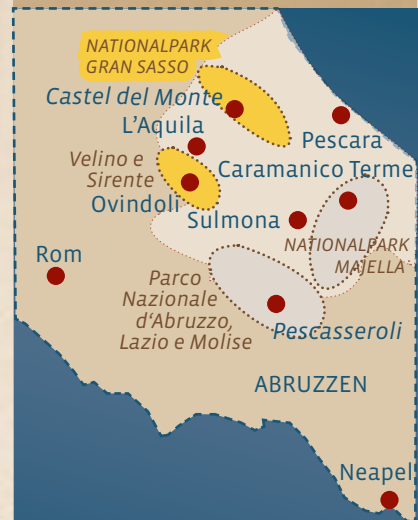 NATIONALPARK
GRAN SASSO
Castel del Monte
L'Aquila
Pescara
Velino e
Sirente
Caramanico Terme
Ovindoli
Sulmona
NATIONALPARK
MAJELLA
Rom
Parco
Nazionale
d'Abruzzo,
Lazio e Molise
Pescasseroli
ABRUZZEN
Neapel